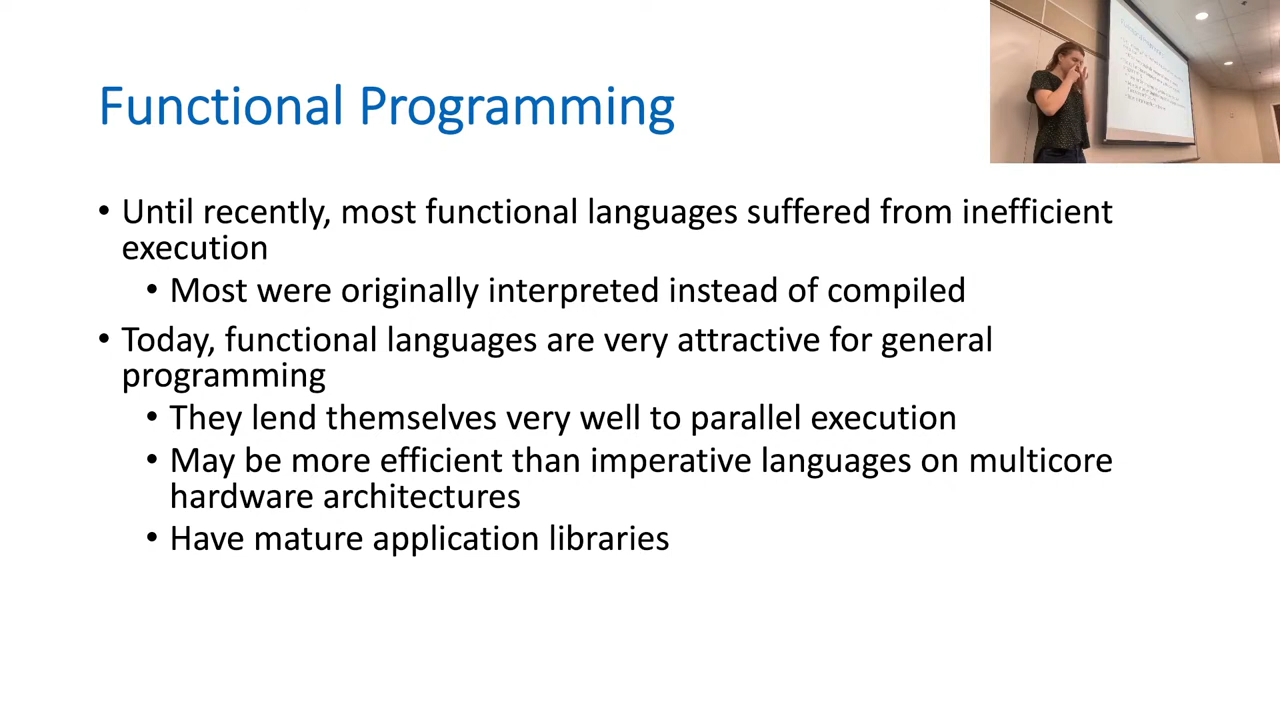 Functional Programming
• Until recently, most functional languages suffered from inefficient
execution
• Most were originally interpreted instead of compiled
• Today, functional languages are very attractive for general
programming
• They lend themselves very well to parallel execution
• May be more efficient than imperative languages on multicore
hardware architectures
• Have mature application libraries